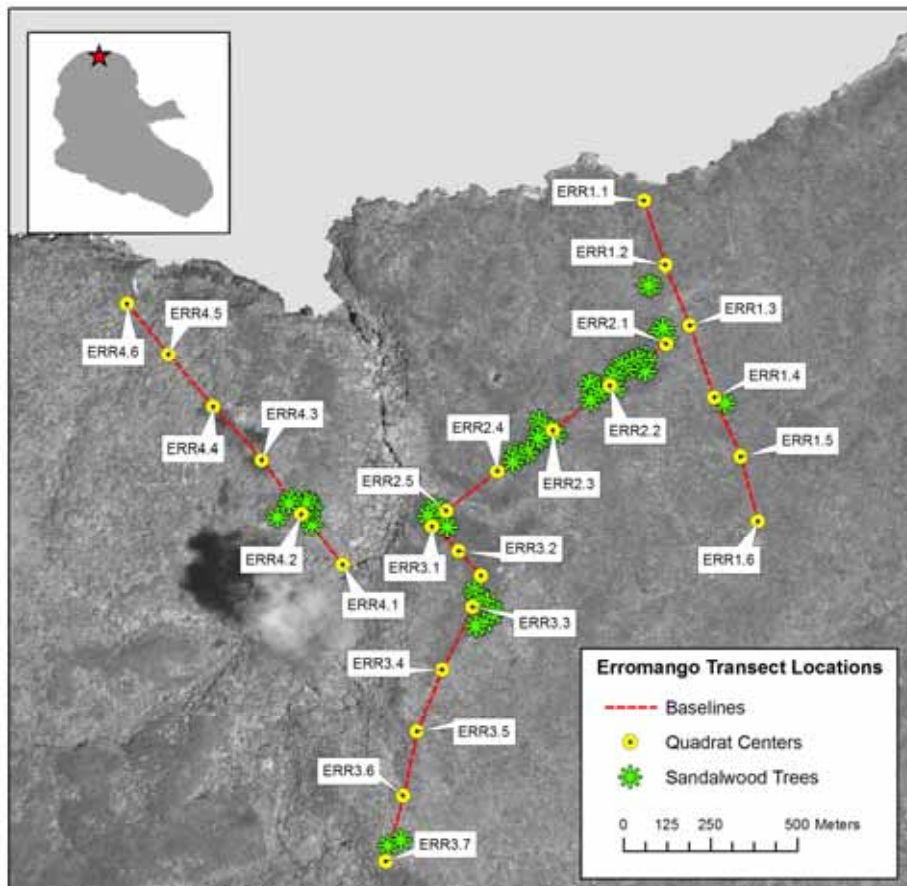 ERR1.1
ERR1.2
ERR4.5
ERR1.3
ERR2.1
ERR4.6
ERR1.4
ERR4.3
ERR4.4
ERR2.2
ERR2.4
ERR1.5
ERR2.3
ERR2.5
ERR3.2
ERR4.2
ERR3.1
ERR1.6
ERR4.1
ERR3.3
ERR3.4
ERR3.5
ERR3.6
ERR3.7
Erromango Transect Locations
Baselines
Quadrat Centers
Sandalwood Trees
0 125 250 500 Meters